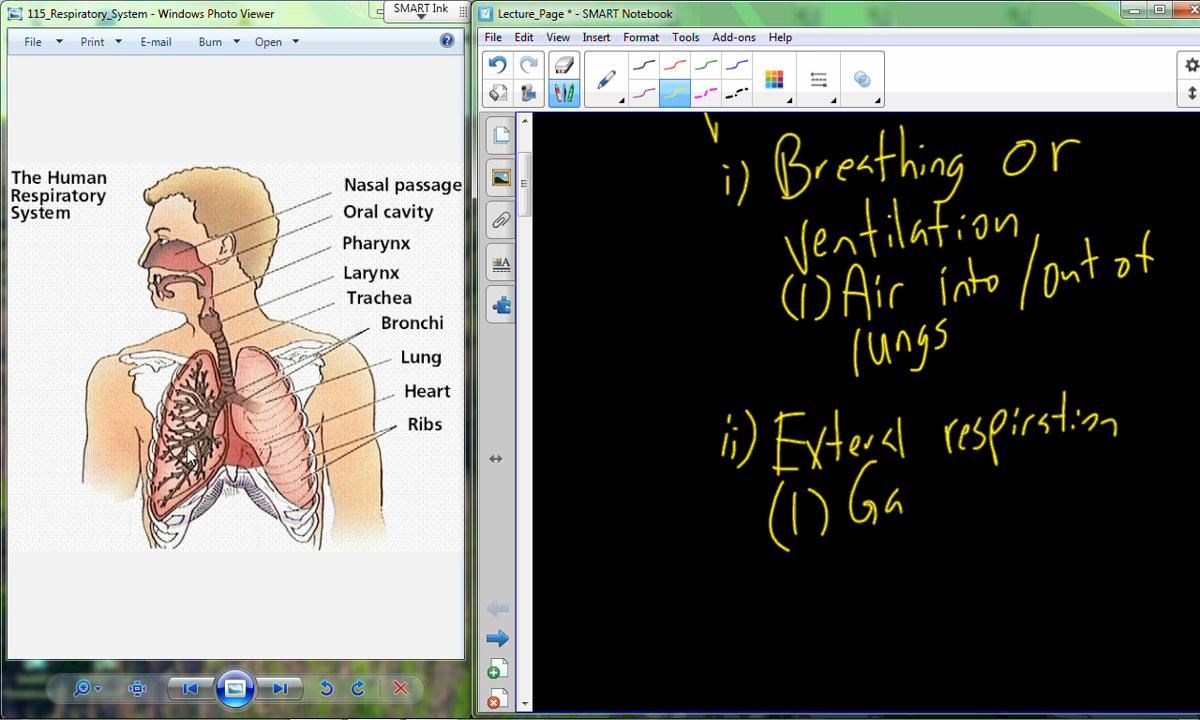 115_Respiratory_System - Windows Photo Viewer
SMART Ink
File Print E-mail Burn Open
The Human
Respiratory
System
Nasal passage
Oral cavity
Pharynx
Larynx
Trachea
Bronchi
Lung
Heart
Ribs
Lecture_Page * - SMART Notebook
File Edit View Insert Format Tools Add-ons Help
i) Breathing or
ventilation
(1) Air into/out of
lungs
ii) Exteral respiration
(1) Ga